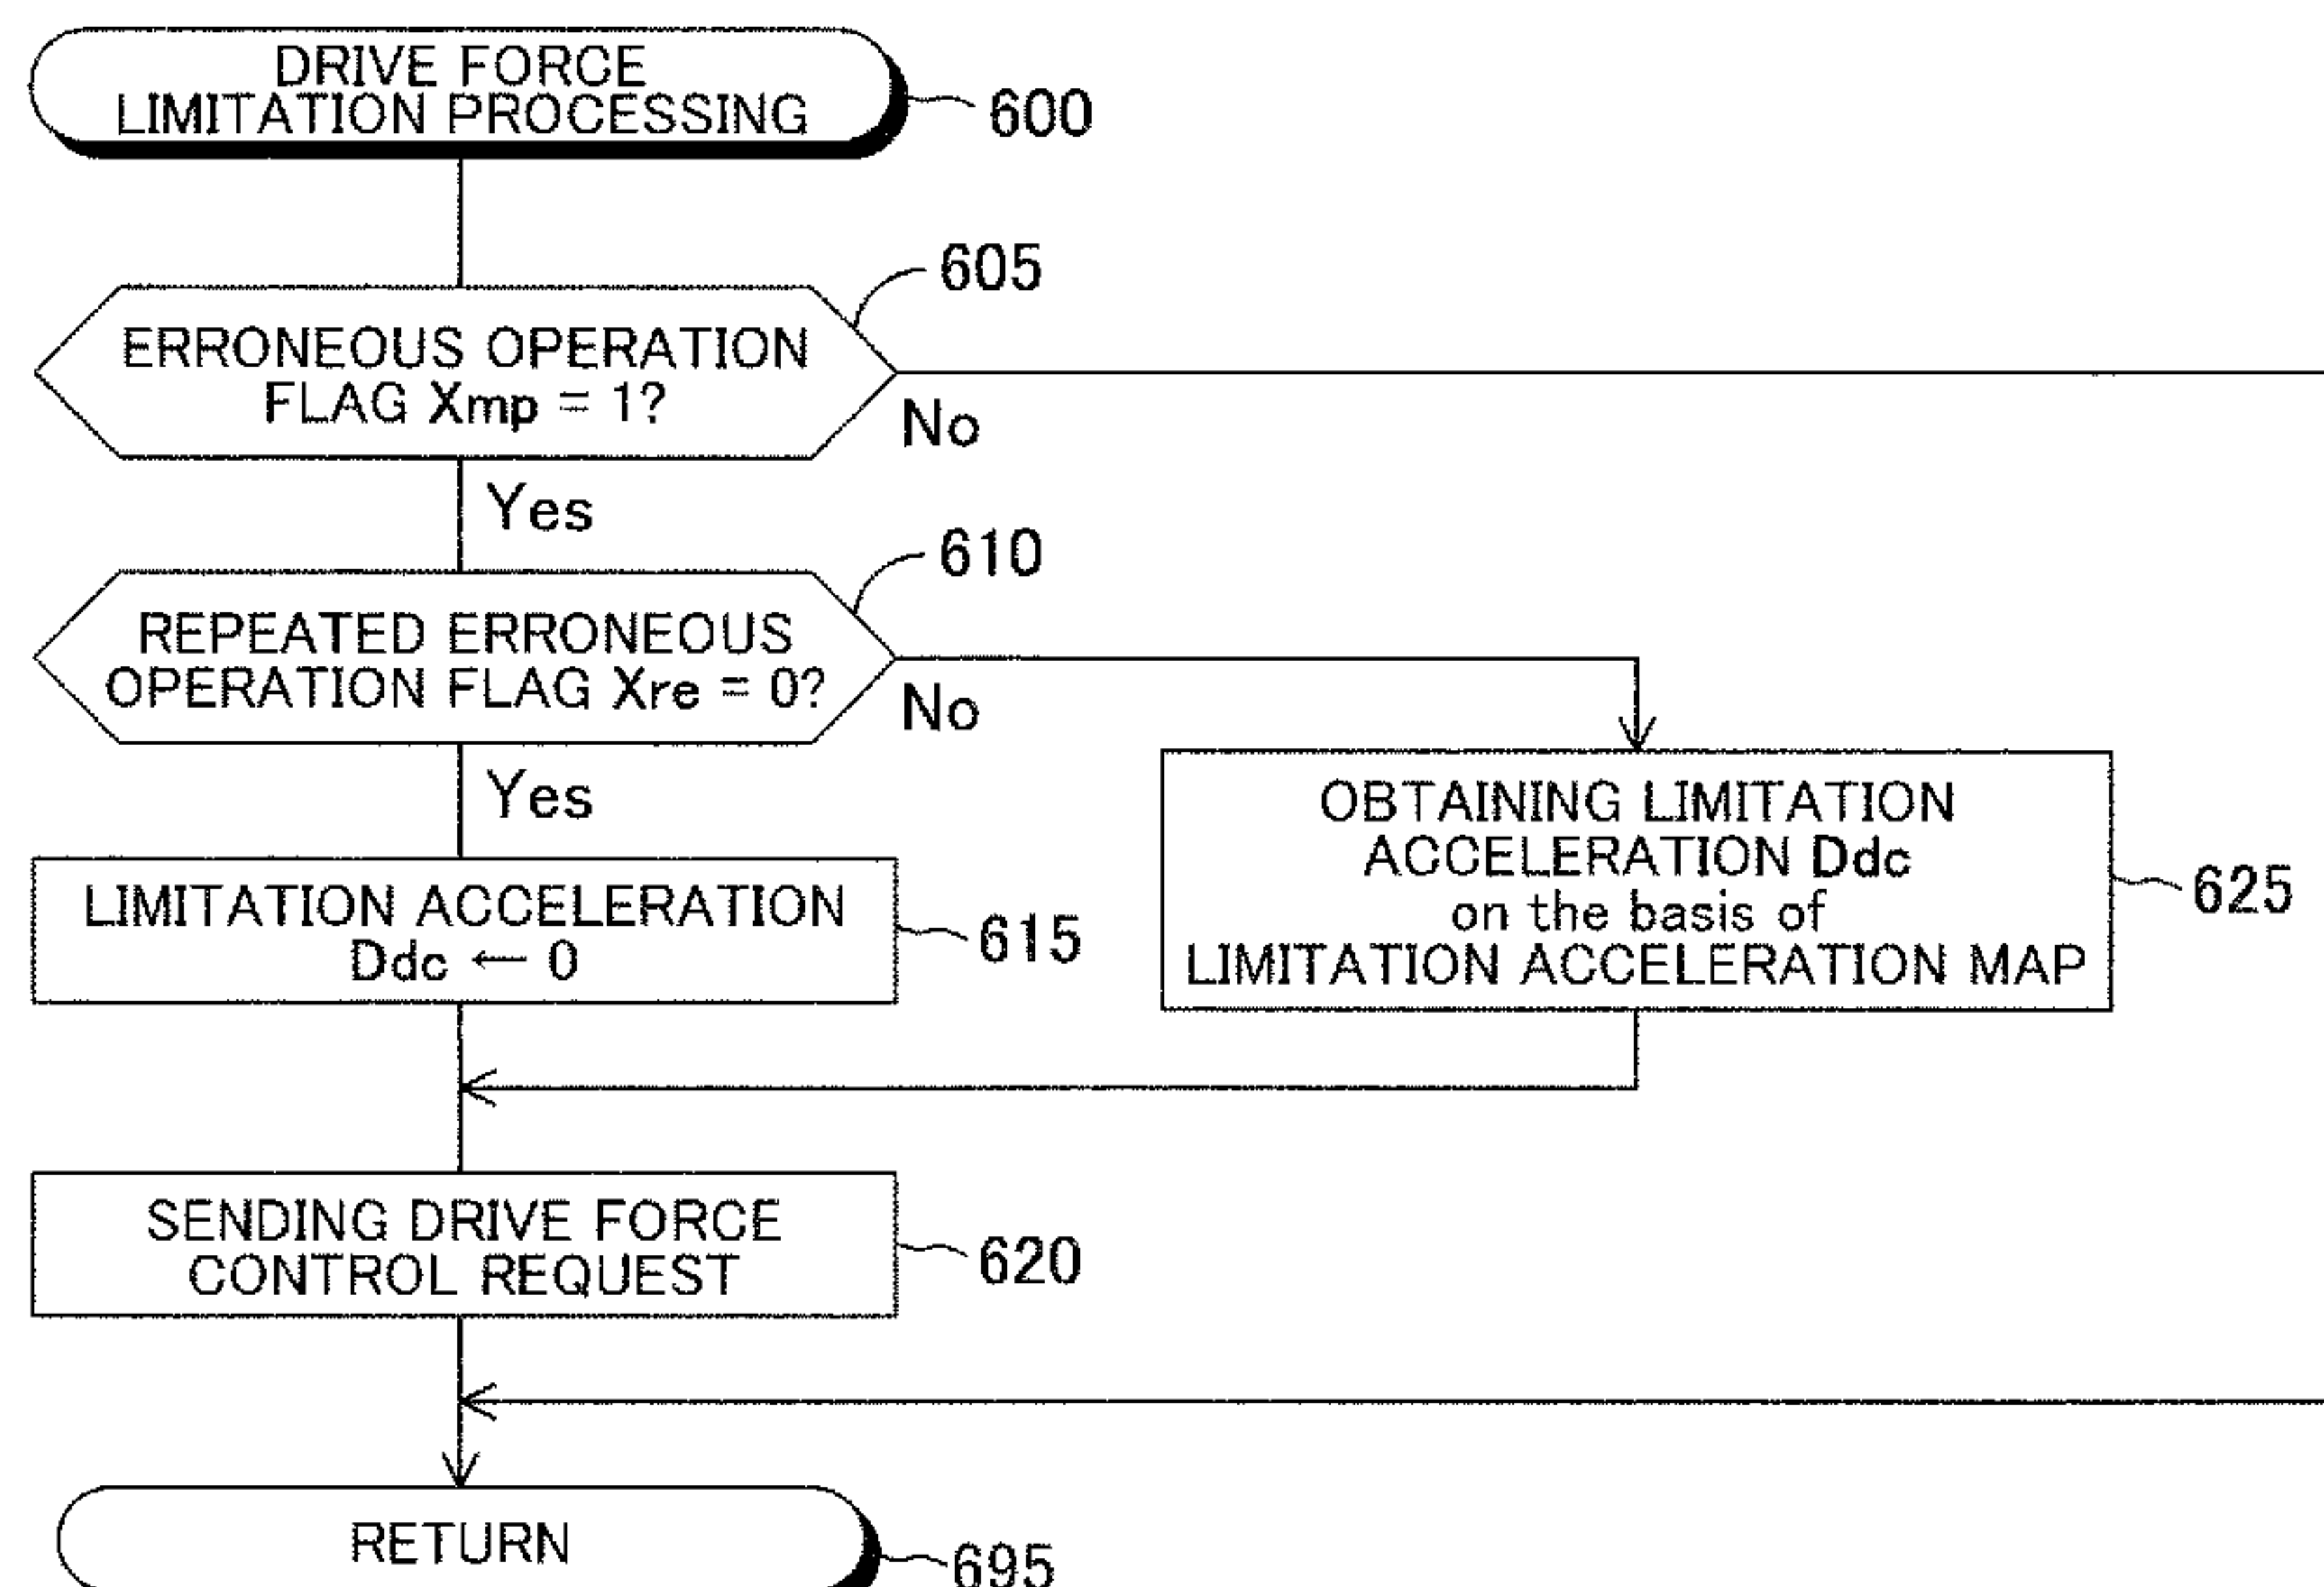 DRIVE FORCE
LIMITATION PROCESSING
600
605
ERRONEOUS OPERATION
FLAG Xmp = 1?
No
Yes
610
REPEATED ERRONEOUS
OPERATION FLAG Xre = 0?
No
Yes
OBTAINING LIMITATION
ACCELERATION Ddc
on the basis of
LIMITATION ACCELERATION MAP
625
LIMITATION ACCELERATION
Ddc ← 0
615
SENDING DRIVE FORCE
CONTROL REQUEST
620
RETURN
695